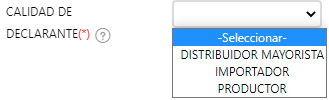 CALIDAD DE
DECLARANTE(*) ?
-Seleccionar-
DISTRIBUIDOR MAYORISTA
IMPORTADOR
PRODUCTOR